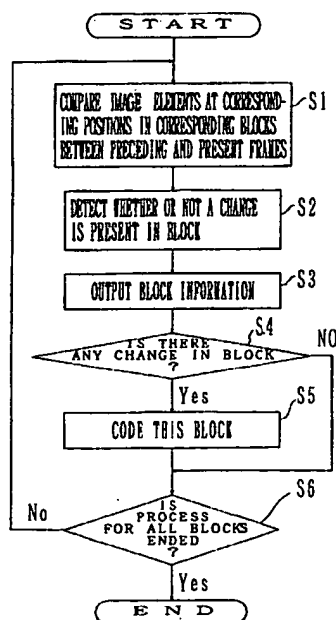 START
COMPARE IMAGE ELEMENTS AT CORRESPOND-
ING POSITIONS IN CORRESPONDING BLOCKS
BETWEEN PRECEDING AND PRESENT FRAMES
S1
DETECT WHETHER OR NOT A CHANGE
IS PRESENT IN BLOCK
S2
OUTPUT BLOCK INFORMATION
S3
IS THERE
ANY CHANGE IN BLOCK
?
S4
NO
Yes
CODE THIS BLOCK
S5
IS
PROCESS
FOR ALL BLOCKS
ENDED
?
S6
No
Yes
END